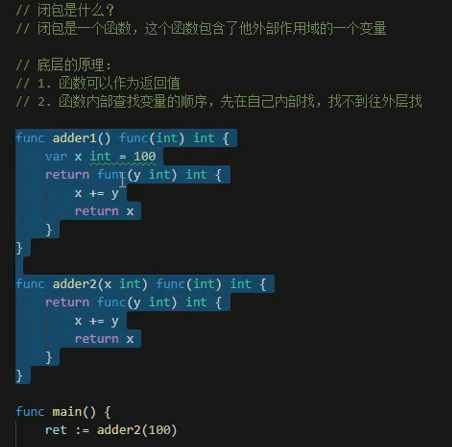 // 闭包是什么?
// 闭包是一个函数, 这个函数包含了他外部作用域的一个变量
// 底层的原理:
// 1. 函数可以作为返回值
// 2. 函数内部查找变量的顺序, 先在自己内部找, 找不到往外层找
func adder1() func(int) int {
    var x int = 100
    return func(y int) int {
        x += y
        return x
    }
}
func adder2(x int) func(int) int {
    return func(y int) int {
        x += y
        return x
    }
}
func main() {
    ret := adder2(100)